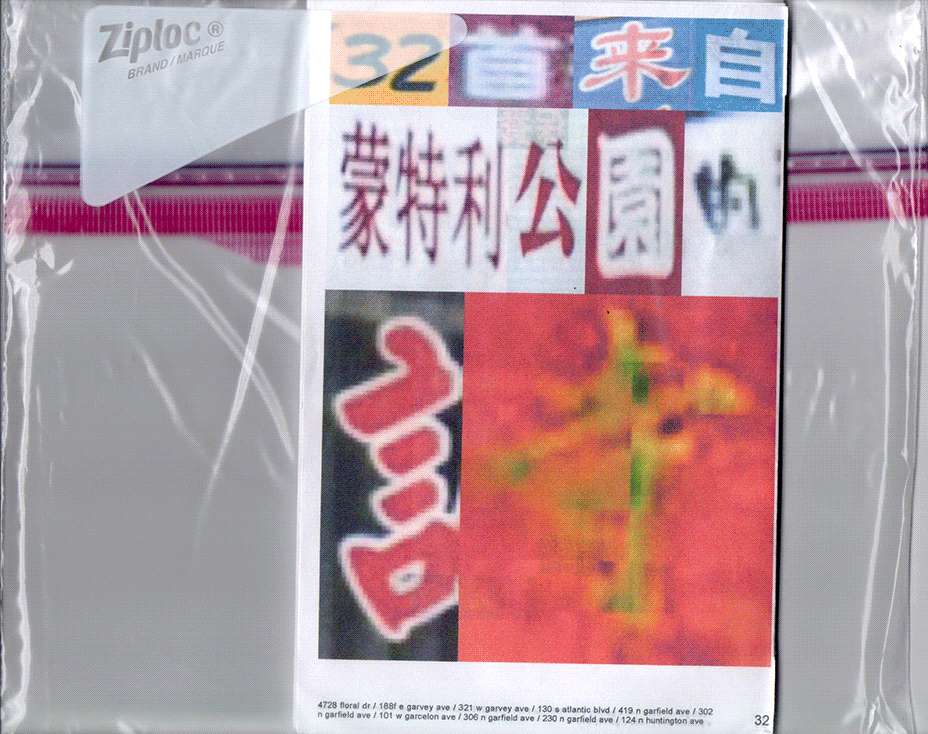 Ziploc®
BRAND / MARQUE
32首来自
蒙特利公園的
言
4728 floral dr / 188f e garvey ave / 321 w garvey ave / 130 s atlantic blvd / 419 n garfield ave / 302
n garfield ave / 101 w garcelon ave / 306 n garfield ave / 230 n garfield ave / 124 n huntington ave
32